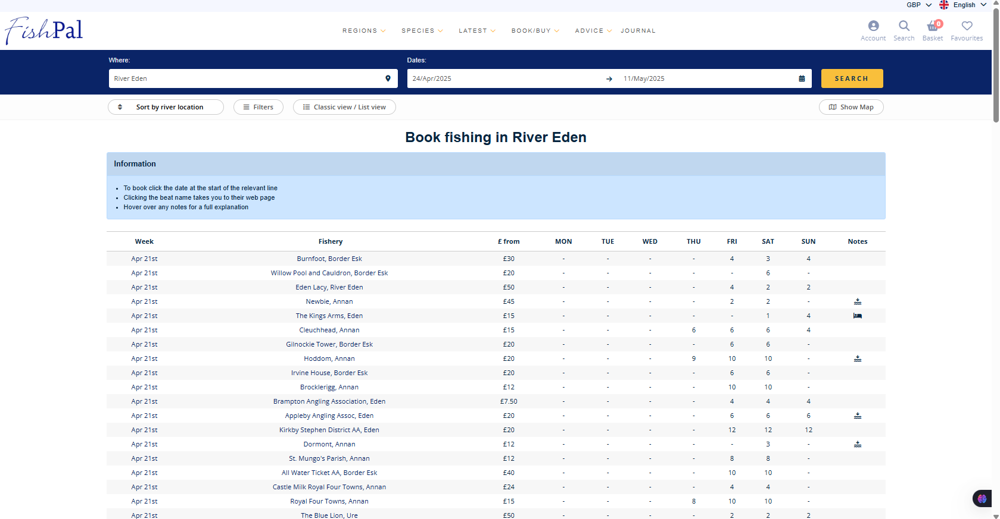 GBP English
FishPal
REGIONS SPECIES LATEST BOOK/BUY ADVICE JOURNAL
0
Account Search Basket Favourites
Where: Dates:
River Eden 24/Apr/2025 11/May/2025 SEARCH
Sort by river location Filters Classic view / List view Show Map
Book fishing in River Eden
Information
To book click the date at the start of the relevant line
Clicking the beat name takes you to their web page
Hover over any notes for a full explanation
Week Fishery £ from MON TUE WED THU FRI SAT SUN Notes
Apr 21st Burnfoot, Border Esk £30 - - - - 4 3 4
Apr 21st Willow Pool and Cauldron, Border Esk £20 - - - - - 6 -
Apr 21st Eden Lacy, River Eden £50 - - - - 4 2 2
Apr 21st Newbie, Annan £45 - - - - 2 2 -
Apr 21st The Kings Arms, Eden £15 - - - - - 1 4
Apr 21st Cleuchhead, Annan £15 - - - 6 6 6 4
Apr 21st Gilnockie Tower, Border Esk £20 - - - - 6 6 -
Apr 21st Hoddom, Annan £20 - - - 9 10 10 -
Apr 21st Irvine House, Border Esk £20 - - - - 6 6 -
Apr 21st Brocklerigg, Annan £12 - - - - 10 10 -
Apr 21st Brampton Angling Association, Eden £7.50 - - - - 4 4 4
Apr 21st Appleby Angling Assoc, Eden £20 - - - - 6 6 6
Apr 21st Kirkby Stephen District AA, Eden £20 - - - - 12 12 12
Apr 21st Dormont, Annan £12 - - - - - 3 -
Apr 21st St. Mungo's Parish, Annan £12 - - - - 8 8 -
Apr 21st All Water Ticket AA, Border Esk £40 - - - - 10 10 -
Apr 21st Castle Milk Royal Four Towns, Annan £24 - - - - 4 4 -
Apr 21st Royal Four Towns, Annan £15 - - - 8 10 10 -
Apr 21st The Blue Lion, Ure £50 - - - - 2 2 2